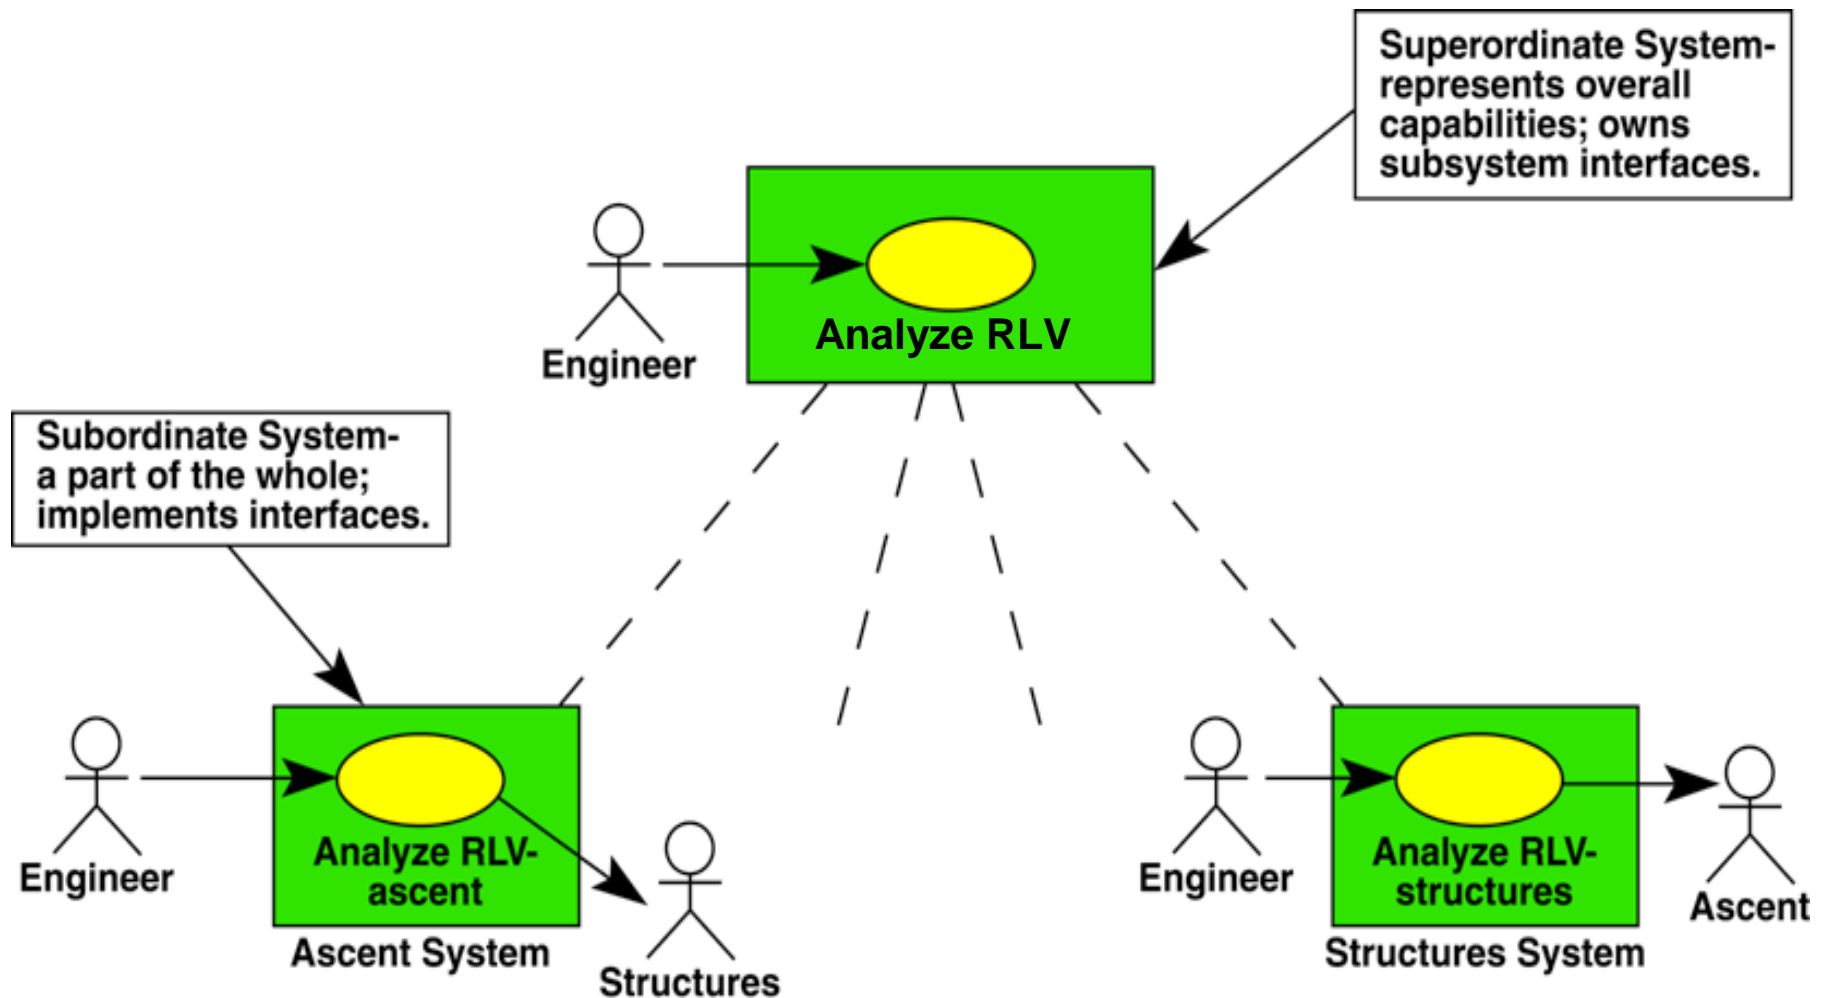 Superordinate System-
represents overall
capabilities; owns
subsystem interfaces.
Analyze RLV
Engineer
Subordinate System-
a part of the whole;
implements interfaces.
Engineer
Analyze RLV-
ascent
Ascent System
Structures
Engineer
Analyze RLV-
structures
Structures System
Ascent